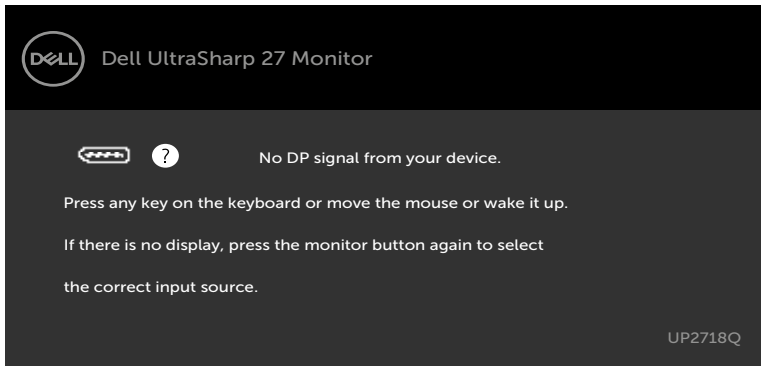 DELL Dell UltraSharp 27 Monitor
? No DP signal from your device.
Press any key on the keyboard or move the mouse or wake it up.
If there is no display, press the monitor button again to select
the correct input source.
UP2718Q